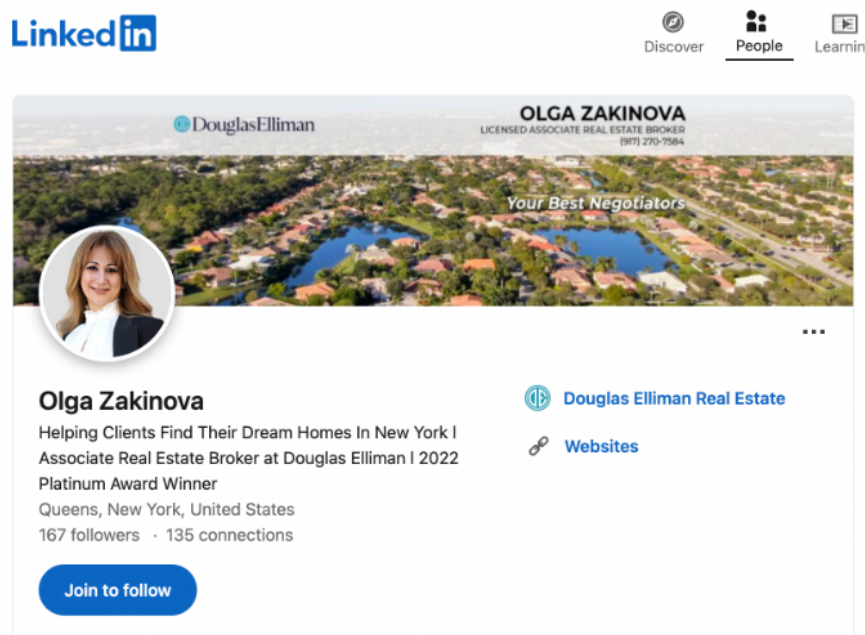 LinkedIn
Discover
People
Learnin
DouglasElliman
OLGA ZAKINOVA
LICENSED ASSOCIATE REAL ESTATE BROKER
(917) 270-7584
Your Best Negotiators
Olga Zakinova
Helping Clients Find Their Dream Homes In New York l
Associate Real Estate Broker at Douglas Elliman l 2022
Platinum Award Winner
Queens, New York, United States
167 followers · 135 connections
Join to follow
DE Douglas Elliman Real Estate
Websites